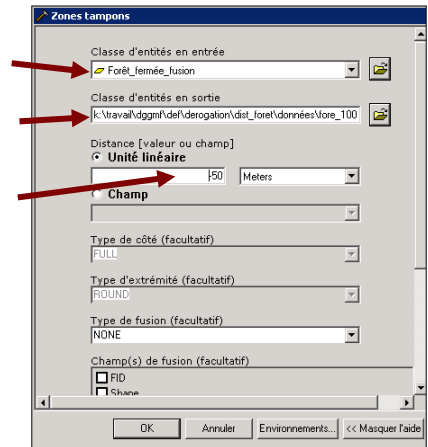 Zones tampons
Classe d'entités en entrée
Forêt_fermée_fusion
Classe d'entités en sortie
k:\travail\dggmf\def\derogation\dist_foret\données\fore_100
Distance [valeur ou champ]
Unité linéaire
-50 Meters
Champ
Type de côté (facultatif)
FULL
Type d'extrémité (facultatif)
ROUND
Type de fusion (facultatif)
NONE
Champ(s) de fusion (facultatif)
FID
Shape
OK Annuler Environnements... << Masquer l'aide